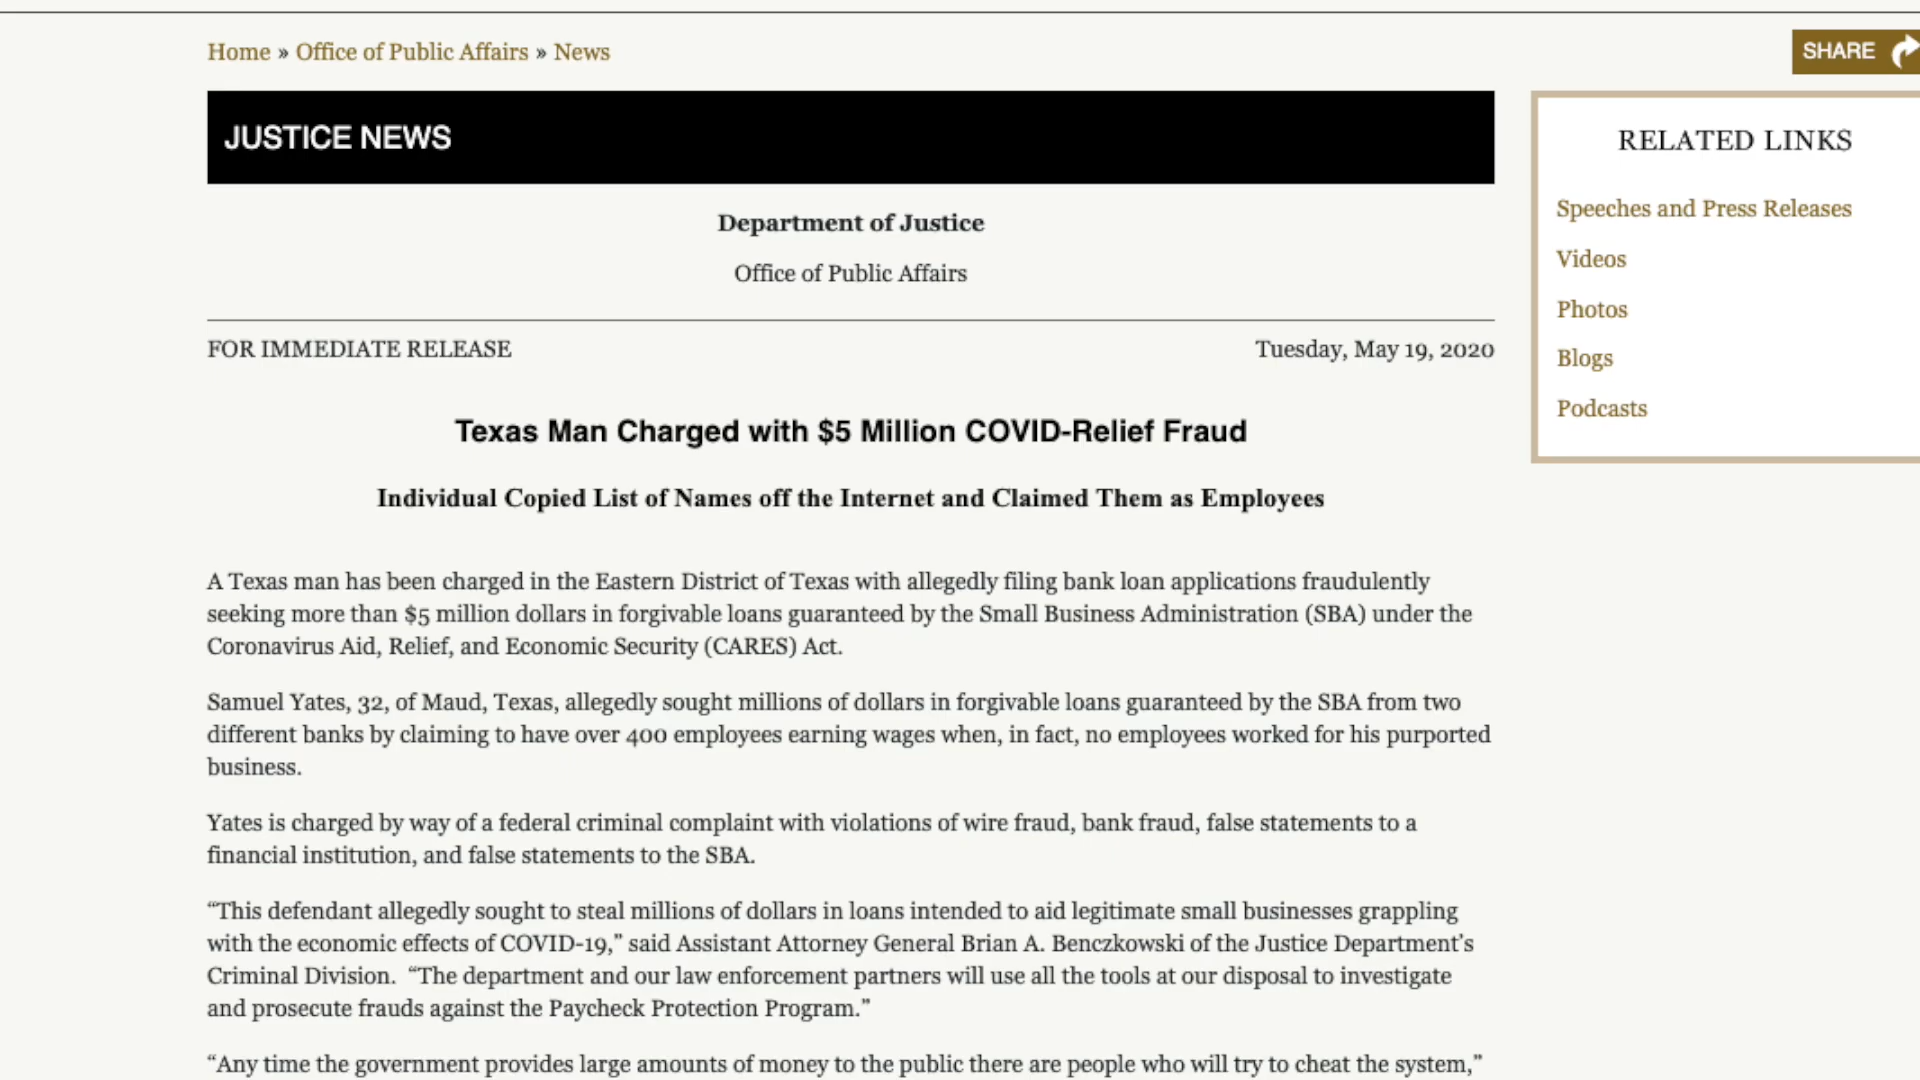 Home » Office of Public Affairs » News
SHARE
JUSTICE NEWS
Department of Justice
Office of Public Affairs
FOR IMMEDIATE RELEASE
Tuesday, May 19, 2020
Texas Man Charged with $5 Million COVID-Relief Fraud
Individual Copied List of Names off the Internet and Claimed Them as Employees
A Texas man has been charged in the Eastern District of Texas with allegedly filing bank loan applications fraudulently
seeking more than $5 million dollars in forgivable loans guaranteed by the Small Business Administration (SBA) under the
Coronavirus Aid, Relief, and Economic Security (CARES) Act.
Samuel Yates, 32, of Maud, Texas, allegedly sought millions of dollars in forgivable loans guaranteed by the SBA from two
different banks by claiming to have over 400 employees earning wages when, in fact, no employees worked for his purported
business.
Yates is charged by way of a federal criminal complaint with violations of wire fraud, bank fraud, false statements to a
financial institution, and false statements to the SBA.
“This defendant allegedly sought to steal millions of dollars in loans intended to aid legitimate small businesses grappling
with the economic effects of COVID-19,” said Assistant Attorney General Brian A. Benczkowski of the Justice Department’s
Criminal Division.  “The department and our law enforcement partners will use all the tools at our disposal to investigate
and prosecute frauds against the Paycheck Protection Program.”
“Any time the government provides large amounts of money to the public there are people who will try to cheat the system,”
RELATED LINKS
Speeches and Press Releases
Videos
Photos
Blogs
Podcasts